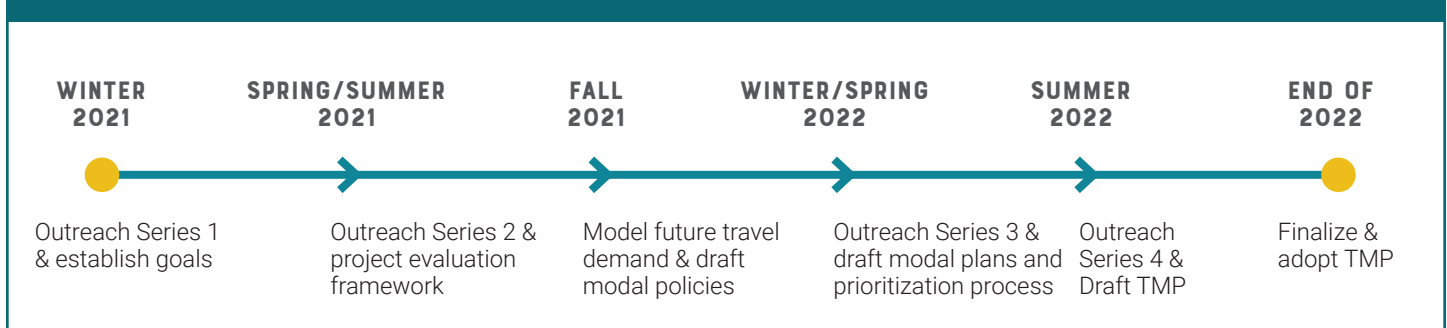 WINTER
2021
SPRING/SUMMER
2021
FALL
2021
WINTER/SPRING
2022
SUMMER
2022
END OF
2022
Outreach Series 1
& establish goals
Outreach Series 2 &
project evaluation
framework
Model future travel
demand & draft
modal policies
Outreach Series 3 &
draft modal plans and
prioritization process
Outreach
Series 4 &
Draft TMP
Finalize &
adopt TMP